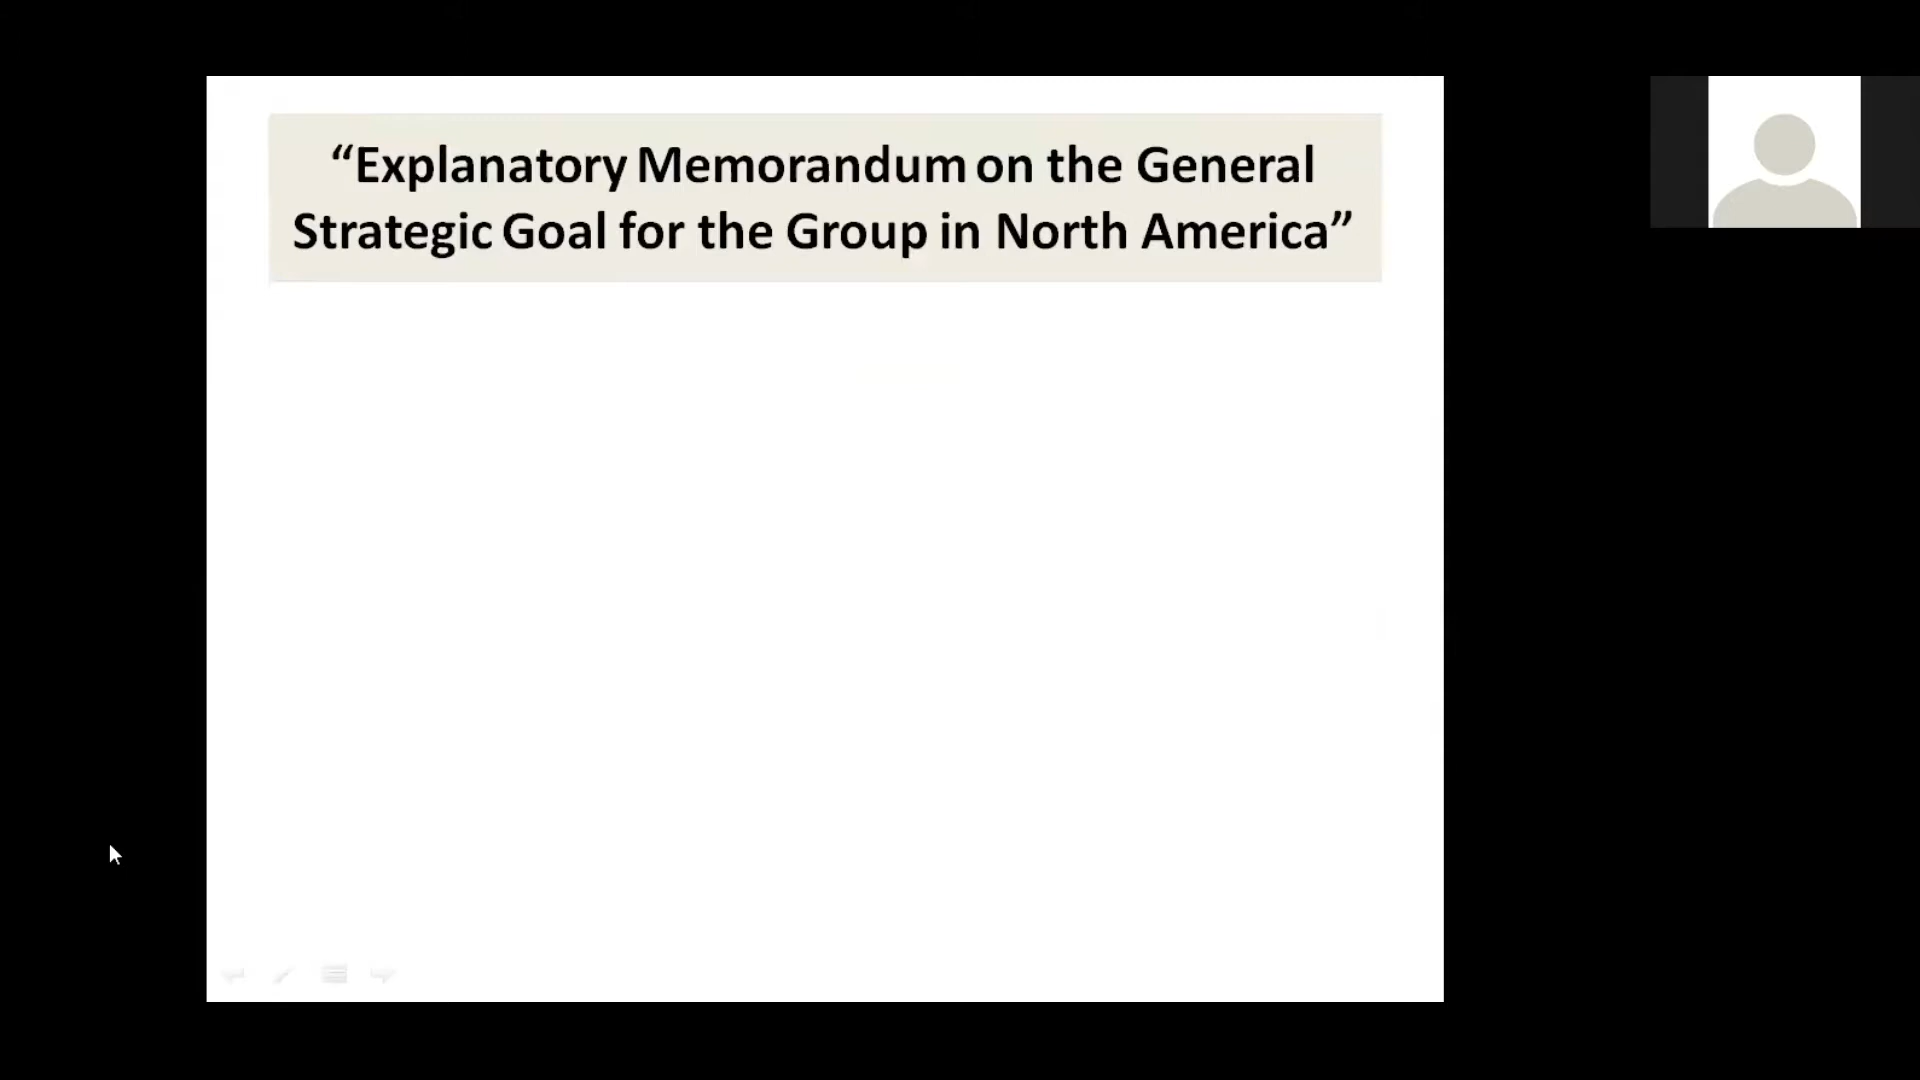 “Explanatory Memorandum on the General
Strategic Goal for the Group in North America”